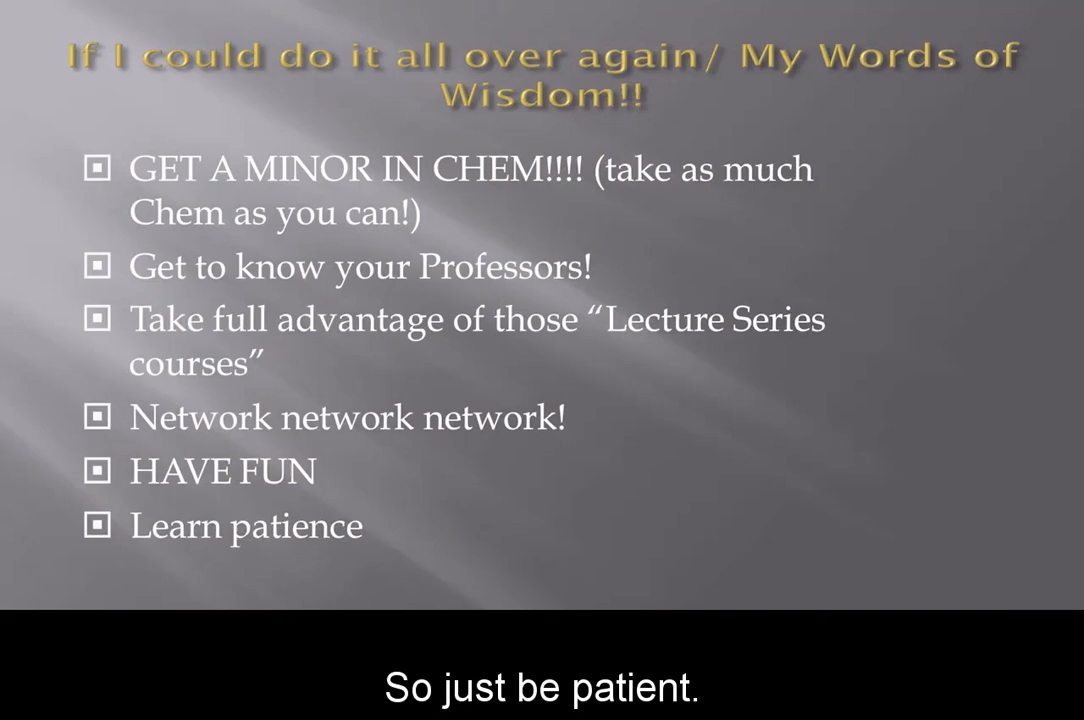 If I could do it all over again/ My Words of
Wisdom!!
GET A MINOR IN CHEM!!!! (take as much
Chem as you can!)
Get to know your Professors!
Take full advantage of those “Lecture Series
courses”
Network network network!
HAVE FUN
Learn patience
So just be patient.